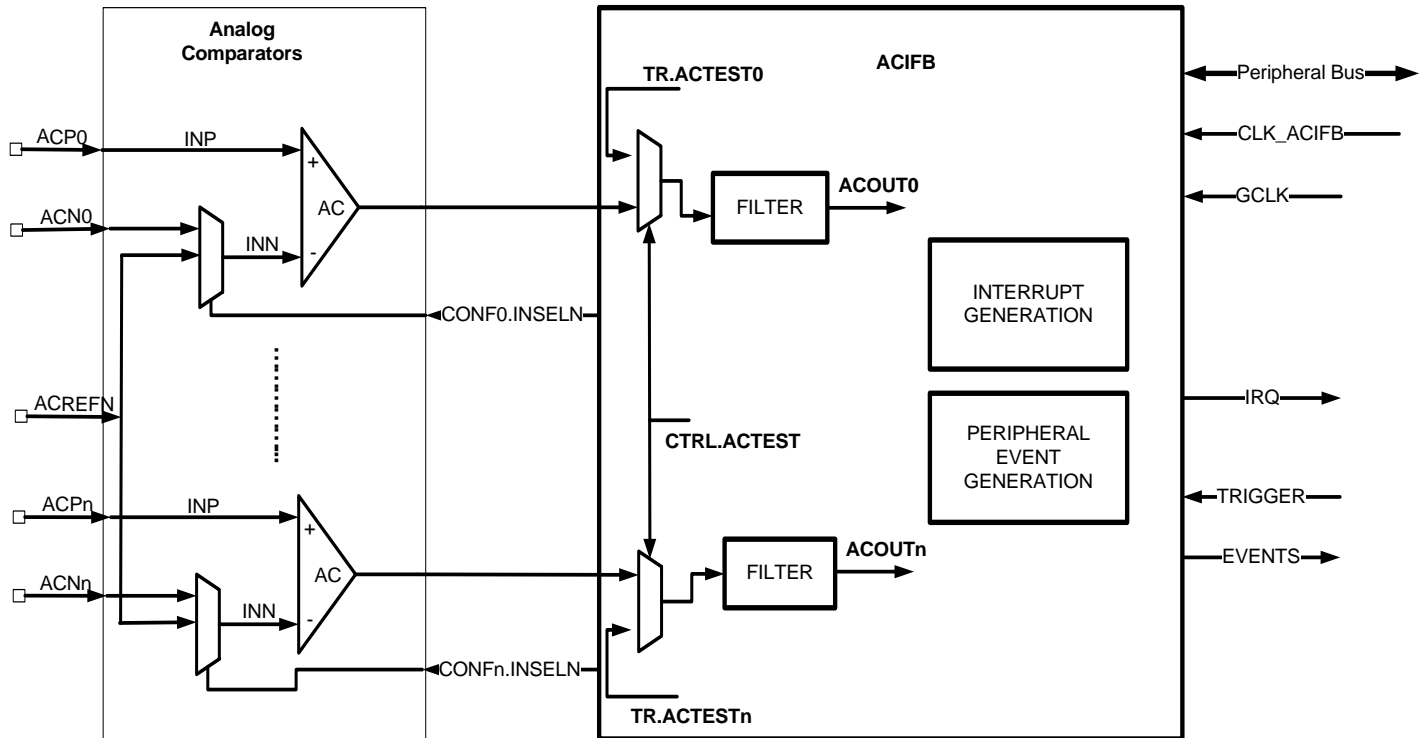 Analog
Comparators
ACIFB
TR.ACTEST0
Peripheral Bus
ACP0
INP
CLK_ACIFB
+
AC
-
ACOUT0
FILTER
GCLK
ACN0
INN
INTERRUPT
GENERATION
CONF0.INSELN
ACREFN
IRQ
CTRL.ACTEST
PERIPHERAL
EVENT
GENERATION
ACPn
INP
TRIGGER
+
AC
-
ACOUTn
FILTER
EVENTS
ACNn
INN
CONFn.INSELN
TR.ACTESTn